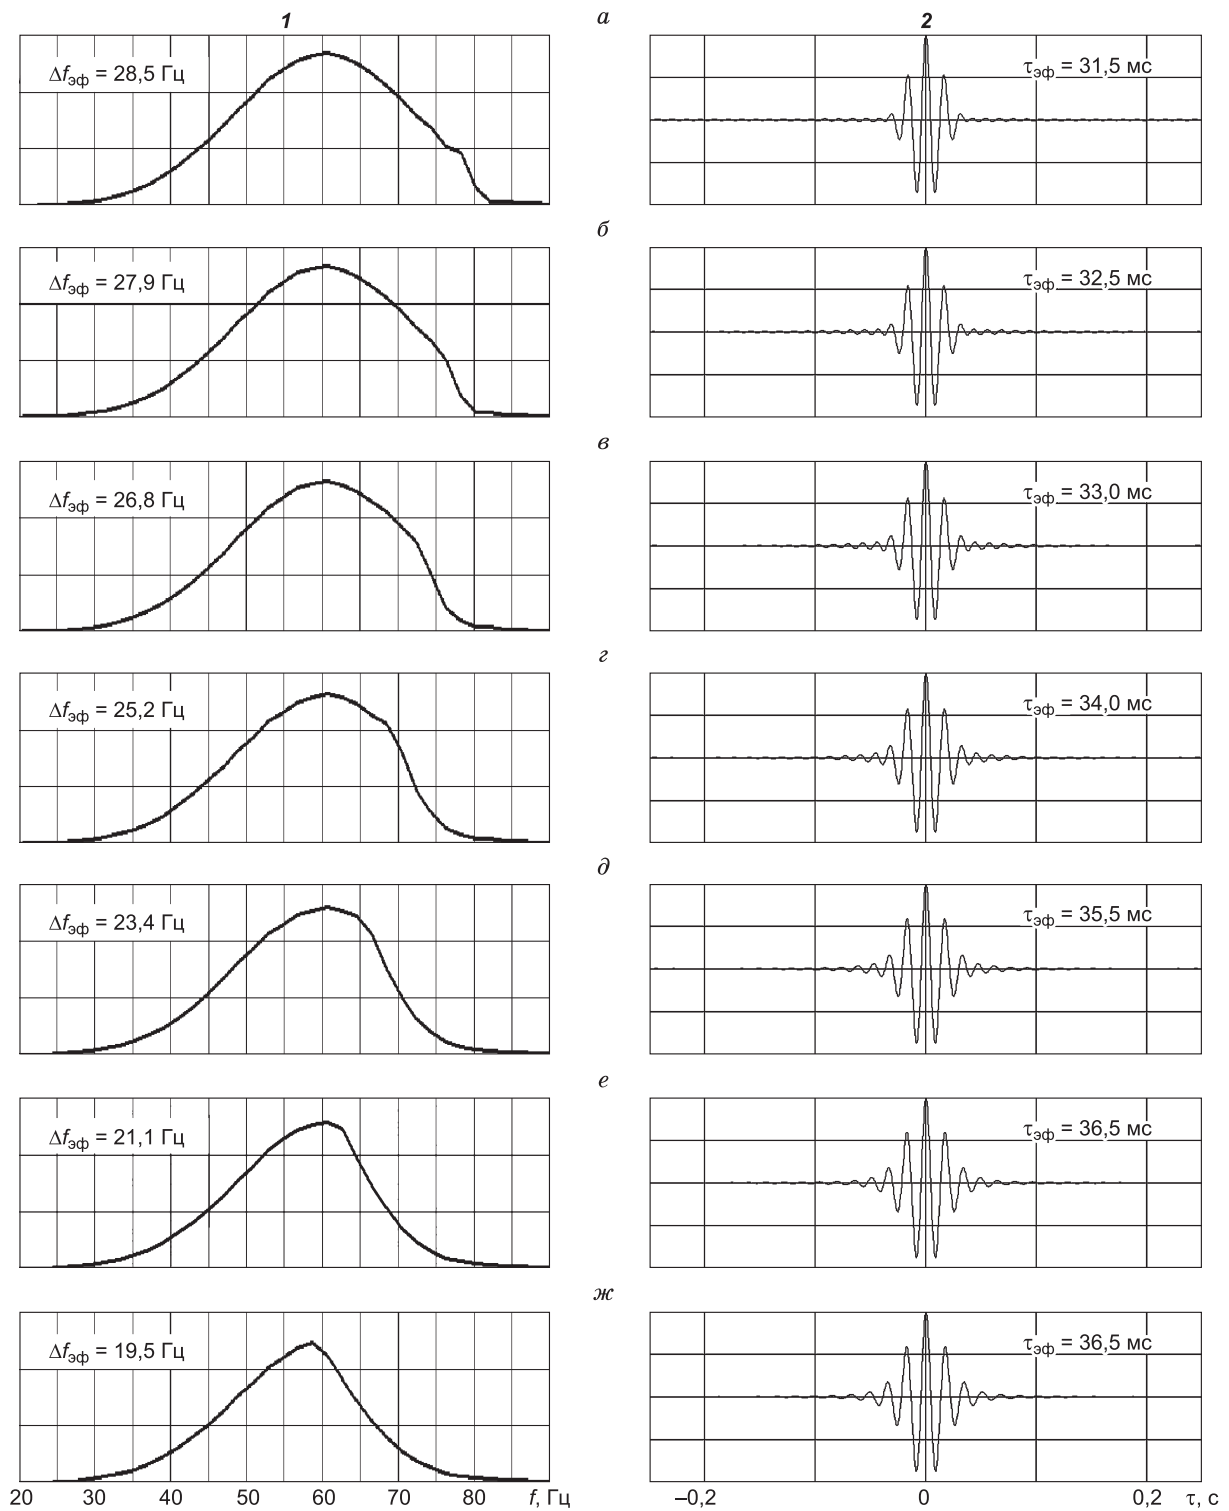 1 а 2
Δfэф = 28,5 Гц τэф = 31,5 мс
б
Δfэф = 27,9 Гц τэф = 32,5 мс
в
Δfэф = 26,8 Гц τэф = 33,0 мс
г
Δfэф = 25,2 Гц τэф = 34,0 мс
д
Δfэф = 23,4 Гц τэф = 35,5 мс
е
Δfэф = 21,1 Гц τэф = 36,5 мс
ж
Δfэф = 19,5 Гц τэф = 36,5 мс
20 30 40 50 60 70 80 f, Гц –0,2 0 0,2 τ, с